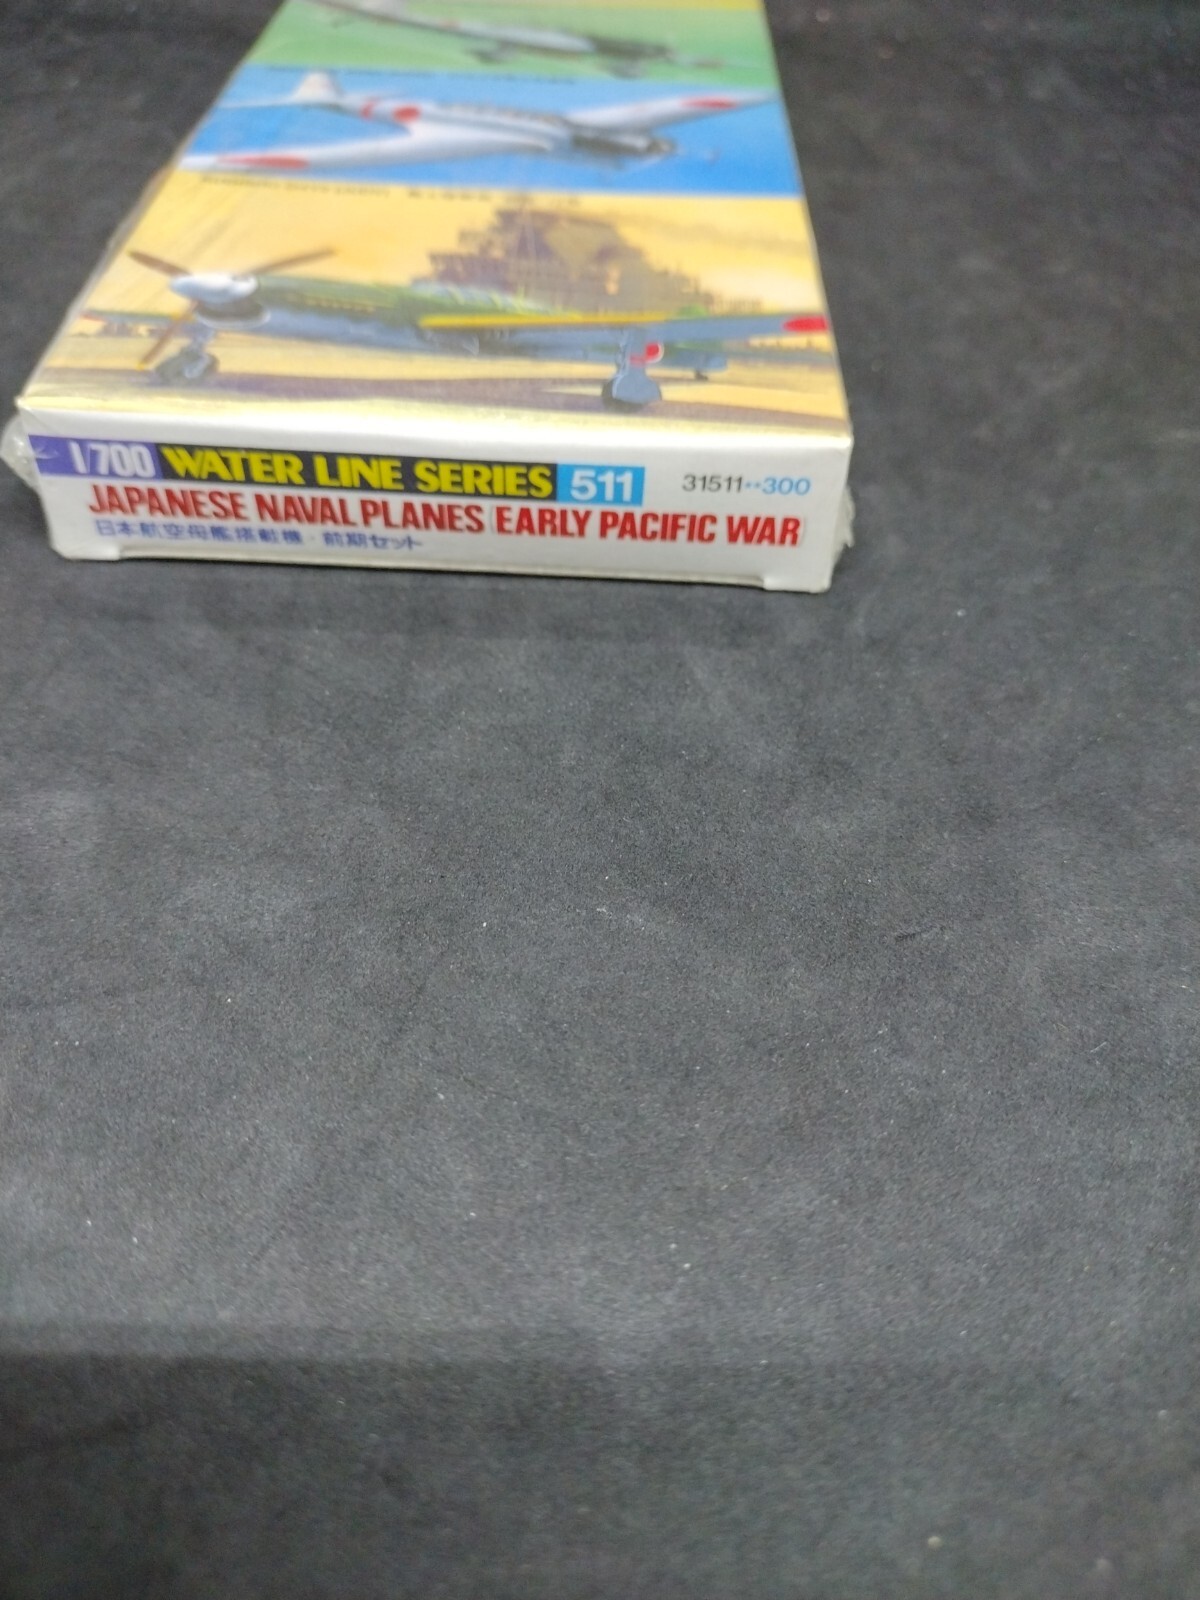 1/700 WATER LINE SERIES 511 31511••300
JAPANESE NAVAL PLANES (EARLY PACIFIC WAR)
日本航空母艦搭載機・前期セット